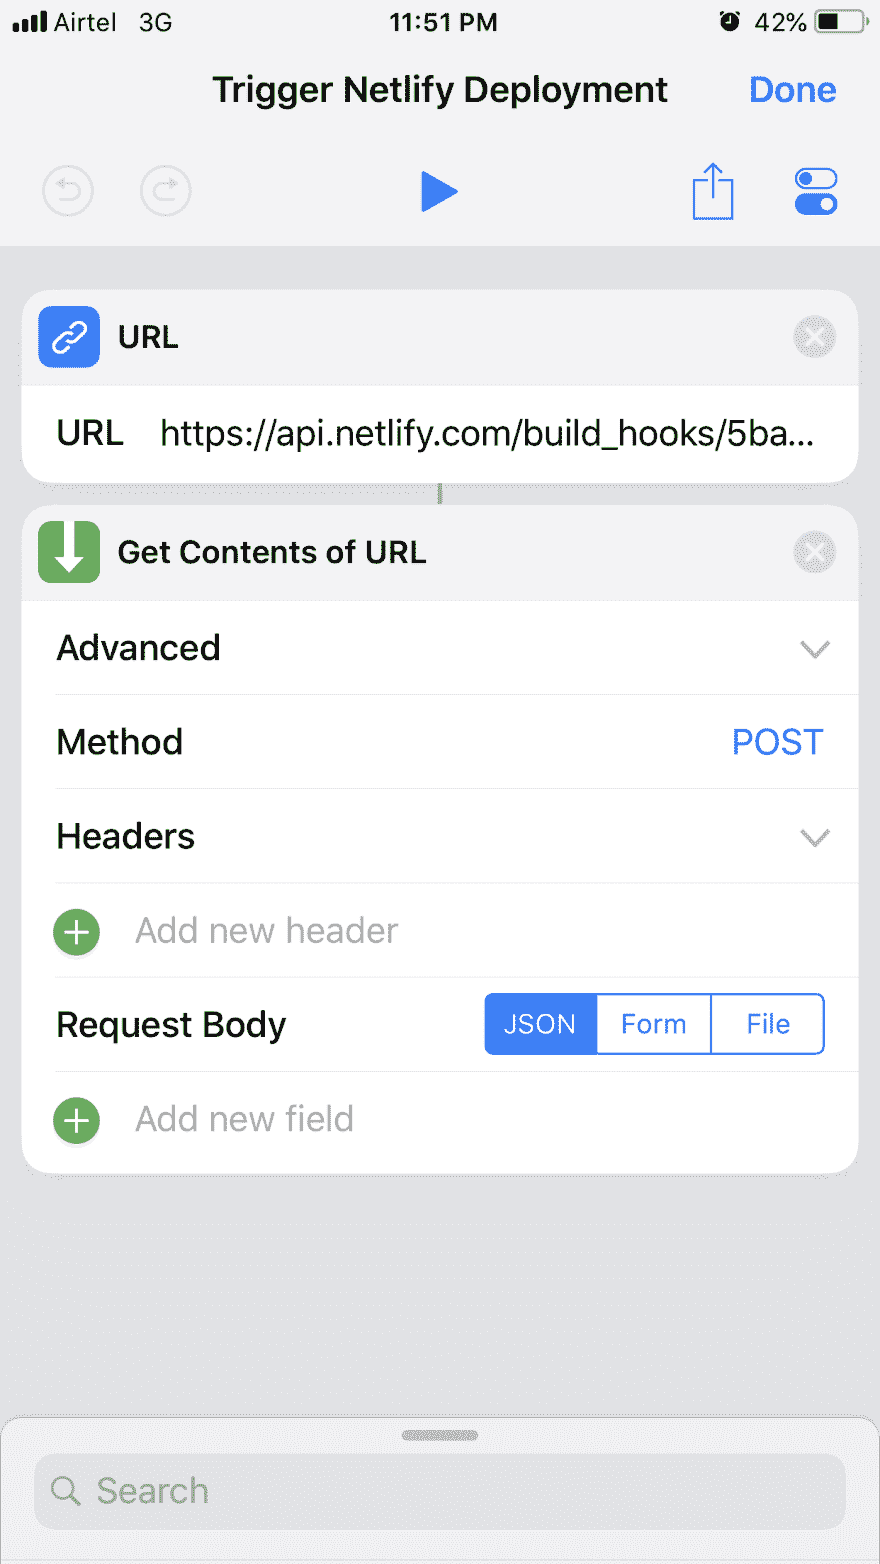 Airtel 3G 11:51 PM 42%
Trigger Netlify Deployment Done
URL
URL https://api.netlify.com/build_hooks/5ba...
Get Contents of URL
Advanced
Method POST
Headers
Add new header
Request Body JSON Form File
Add new field
Search